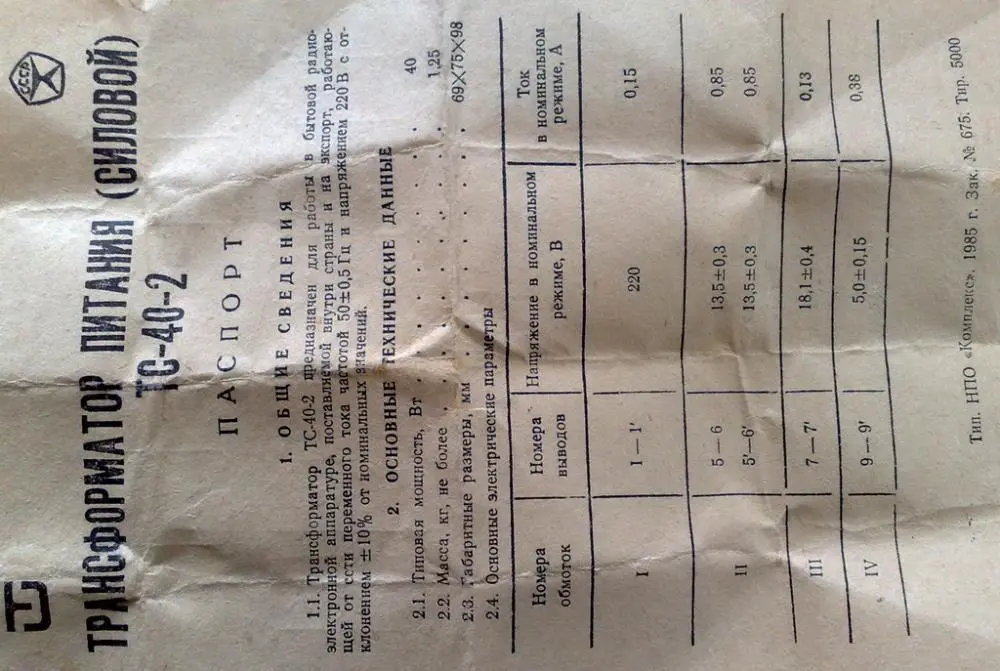 СССР
ТРАНСФОРМАТОР ПИТАНИЯ (СИЛОВОЙ)
ТС-40-2
ПАСПОРТ
1. ОБЩИЕ СВЕДЕНИЯ
1.1. Трансформатор ТС-40-2 предназначен для работы в бытовой радио-
электронной аппаратуре, поставляемой внутри страны и на экспорт, работаю-
щей от сети переменного тока частотой 50±0,5 Гц и напряжением 220 В с от-
клонением ±10% от номинальных значений.
2. ОСНОВНЫЕ ТЕХНИЧЕСКИЕ ДАННЫЕ
2.1. Типовая мощность, Вт . . . . . . . . 40
2.2. Масса, кг, не более . . . . . . . . 1,25
2.3. Габаритные размеры, мм . . . . . . . 69×75×98
2.4. Основные электрические параметры
Номера обмоток Номера выводов Напряжение в номинальном режиме, В Ток в номинальном режиме, А
I 1—1′ 220 0,15
II 5—6 13,5±0,3 0,85
5′—6′ 13,5±0,3 0,85
III 7—7′ 18,1±0,4 0,13
IV 9—9′ 5,0±0,15 0,38
Тип. НПО «Комплекс». 1985 г. Зак. № 675. Тир. 5000